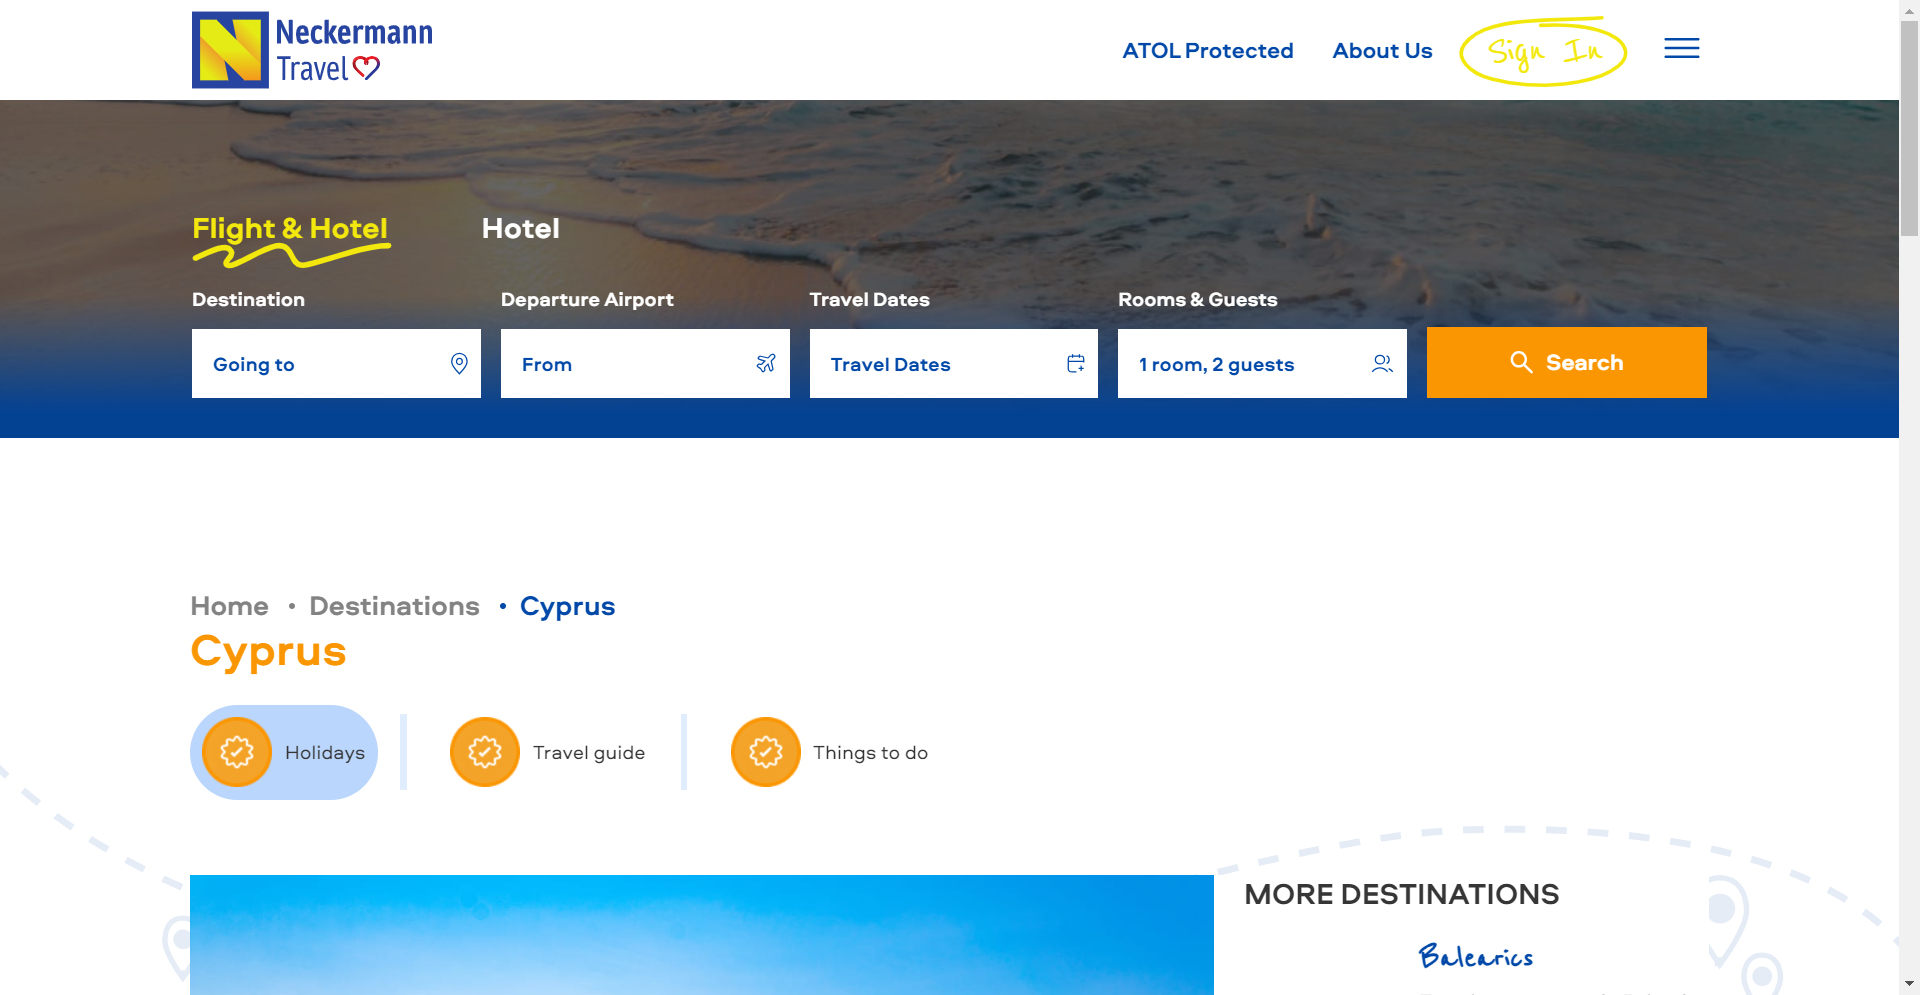 Neckermann
Travel
ATOL Protected
About Us
Sign In
Flight & Hotel
Hotel
Destination
Departure Airport
Travel Dates
Rooms & Guests
Going to
From
Travel Dates
1 room, 2 guests
Search
Home • Destinations • Cyprus
Cyprus
Holidays
Travel guide
Things to do
MORE DESTINATIONS
Balearics